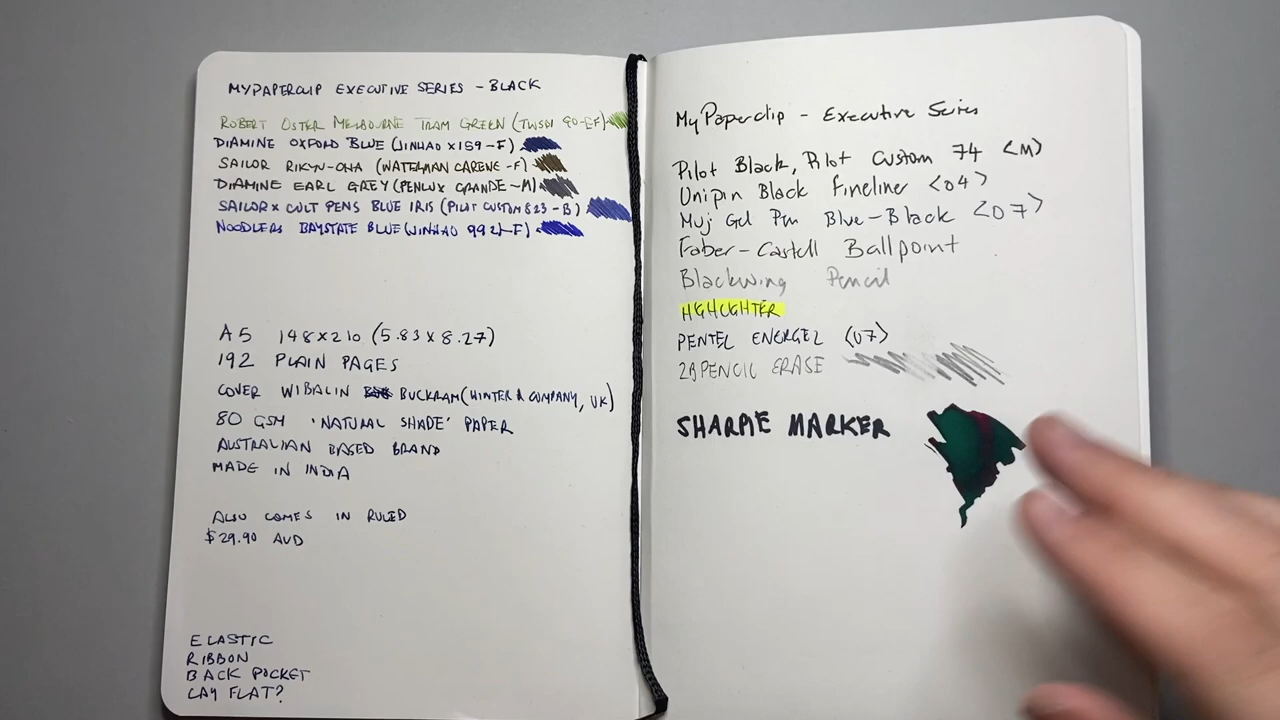 MYPAPERCLIP EXECUTIVE SERIES - BLACK
ROBERT OSTER MELBOURNE TRAM GREEN (TWSBI 80-EF)
DIAMINE OXFORD BLUE (JINHAO X159-F)
SAILOR RIKYU-CHA (WATERMAN CARENE-F)
DIAMINE EARL GREY (PENLUX GRANDE-M)
SAILOR X CULT PENS BLUE IRIS (PILOT CUSTOM 823-B)
NOODLERS BAYSTATE BLUE (JINHAO 992-F)
A5 148X210 (5.83 X 8.27)
192 PLAIN PAGES
COVER WIBALIN BUCKRAM (WINTER & COMPANY, UK)
80 GSM 'NATURAL SHADE' PAPER
AUSTRALIAN BASED BRAND
MADE IN INDIA
ALSO COMES IN RULED
$29.90 AUD
ELASTIC
RIBBON
BACK POCKET
LAY FLAT?
MyPaperclip - Executive Series
Pilot Black, Pilot Custom 74 <M>
Unipin Black Fineliner <04>
Muji Gel Pen Blue-Black <07>
Faber-Castell Ballpoint
Blackwing Pencil
HIGHLIGHTER
PENTEL ENERGEL <07>
2B PENCIL ERASE
SHARPIE MARKER